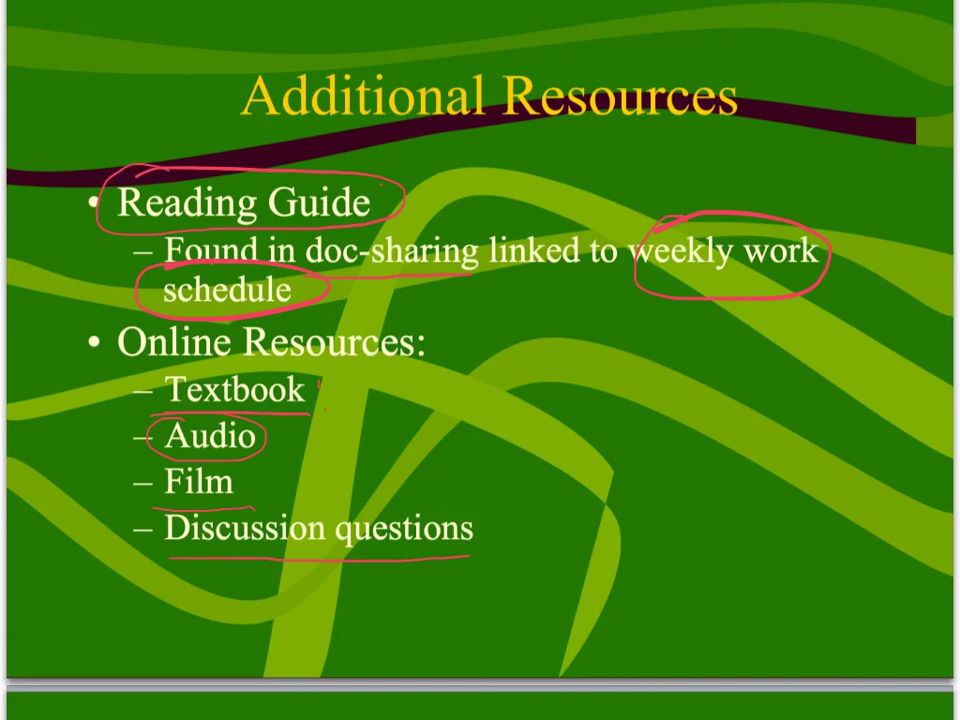 Additional Resources
• Reading Guide
– Found in doc-sharing linked to weekly work
schedule
• Online Resources:
– Textbook
– Audio
– Film
– Discussion questions